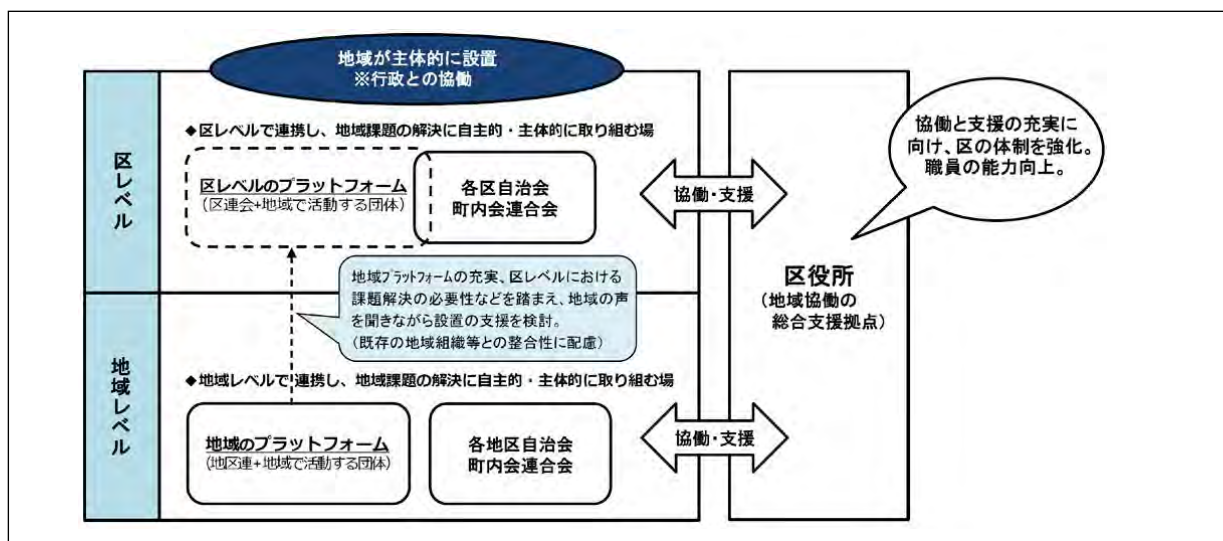 地域が主体的に設置
※行政との協働
区レベル
◆区レベルで連携し、地域課題の解決に自主的・主体的に取り組む場
区レベルのプラットフォーム
(区連会+地域で活動する団体)
各区自治会
町内会連合会
協働・支援
地域プラットフォームの充実、区レベルにおける
課題解決の必要性などを踏まえ、地域の声
を聞きながら設置の支援を検討。
(既存の地域組織等との整合性に配慮)
地域レベル
◆地域レベルで連携し、地域課題の解決に自主的・主体的に取り組む場
地域のプラットフォーム
(地区連+地域で活動する団体)
各地区自治会
町内会連合会
協働・支援
協働と支援の充実に
向け、区の体制を強化。
職員の能力向上。
区役所
(地域協働の
総合支援拠点)